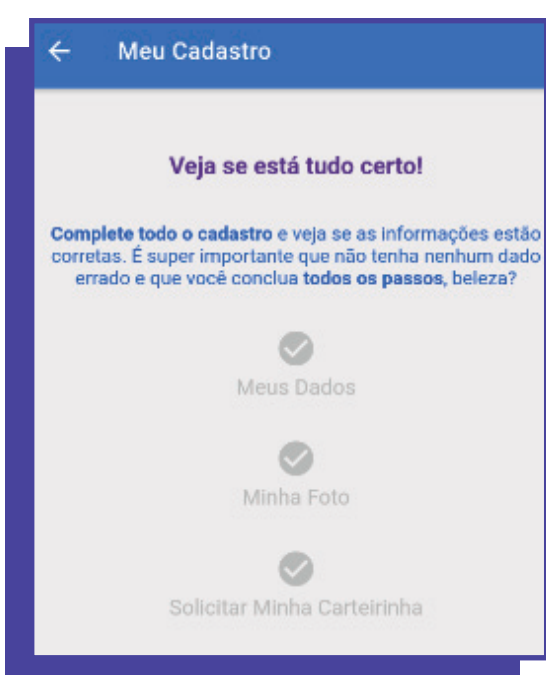 Meu Cadastro
Veja se está tudo certo!
Complete todo o cadastro e veja se as informações estão
corretas. É super importante que não tenha nenhum dado
errado e que você conclua todos os passos, beleza?
Meus Dados
Minha Foto
Solicitar Minha Carteirinha